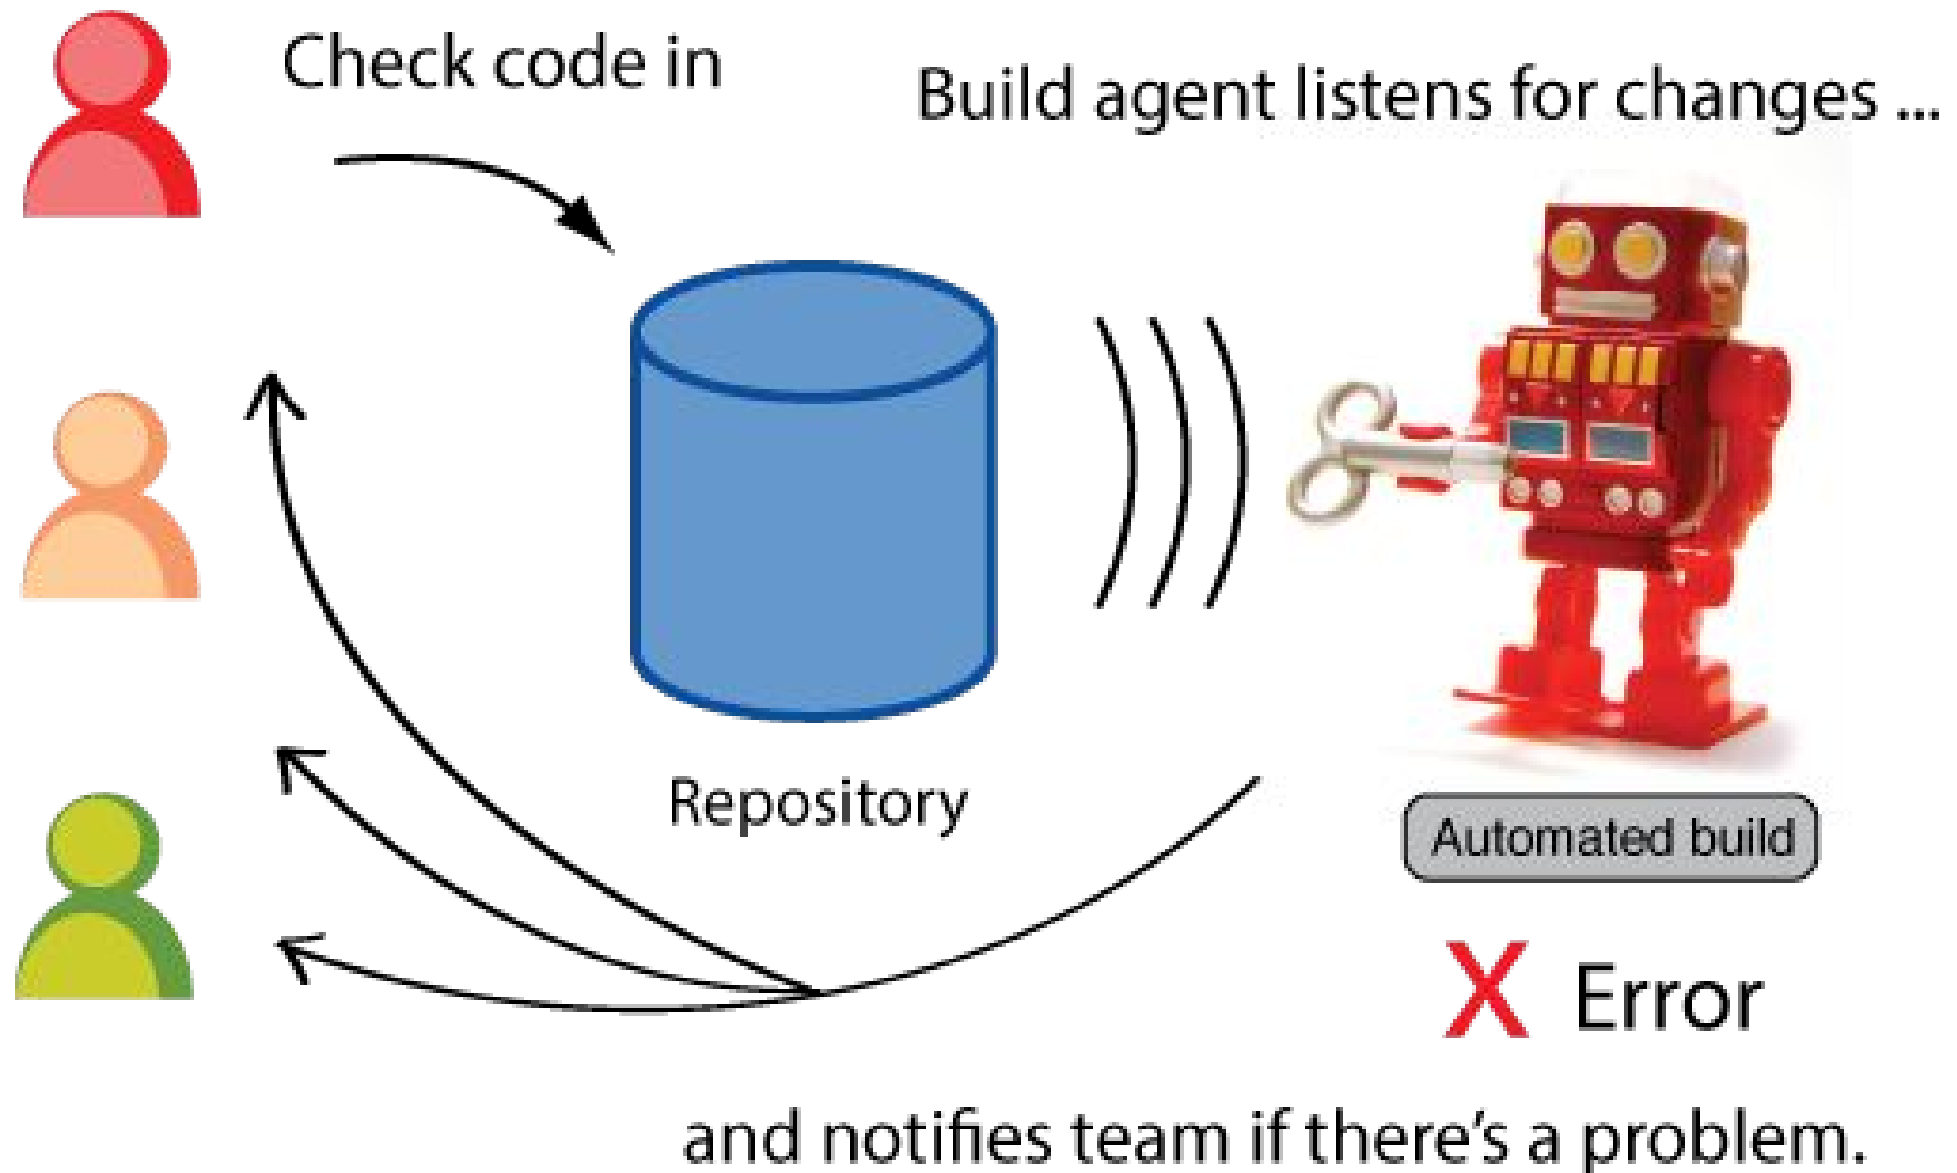 Check code in
Build agent listens for changes ...
Repository
Automated build
X Error
and notifies team if there's a problem.